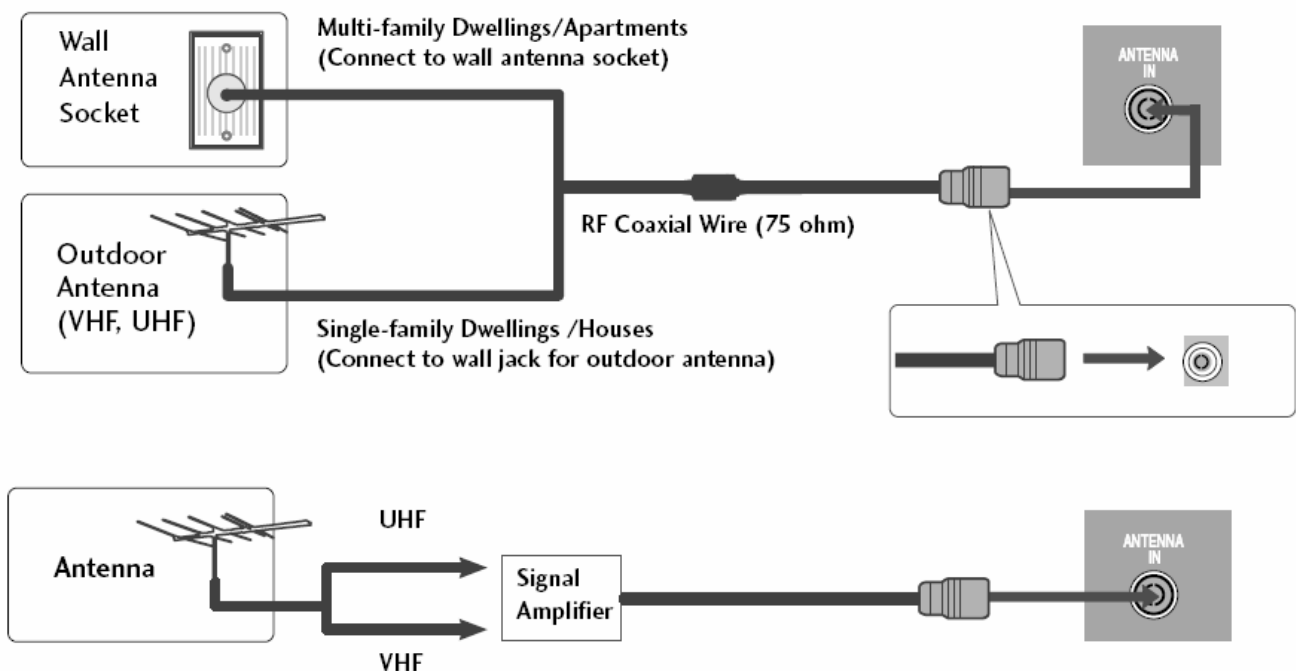 Wall
Antenna
Socket
Multi-family Dwellings/Apartments
(Connect to wall antenna socket)
ANTENNA
IN
RF Coaxial Wire (75 ohm)
Outdoor
Antenna
(VHF, UHF)
Single-family Dwellings /Houses
(Connect to wall jack for outdoor antenna)
Antenna
UHF
VHF
Signal
Amplifier
ANTENNA
IN